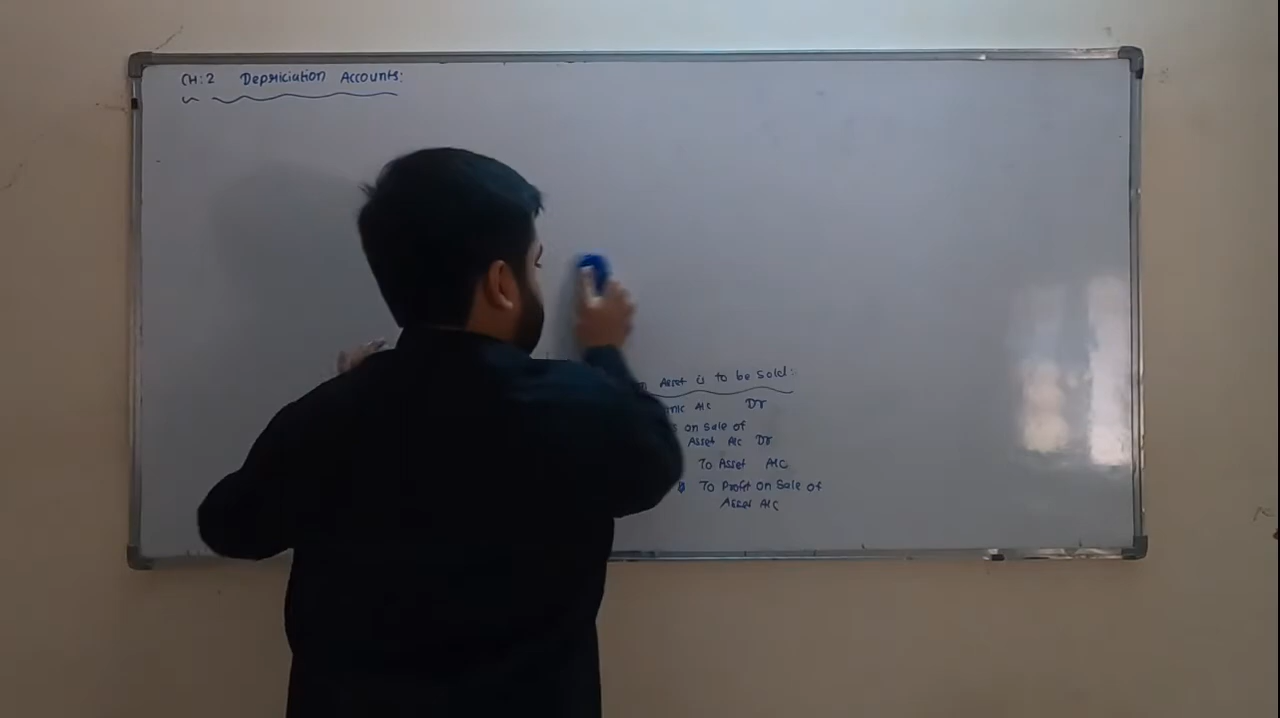 CH:2 Depriciation Accounts:
Asset is to be Sold:
A/C Dr
on Sale of
Asset A/c Dr
To Asset A/C
To Profit on Sale of
Asset A/C